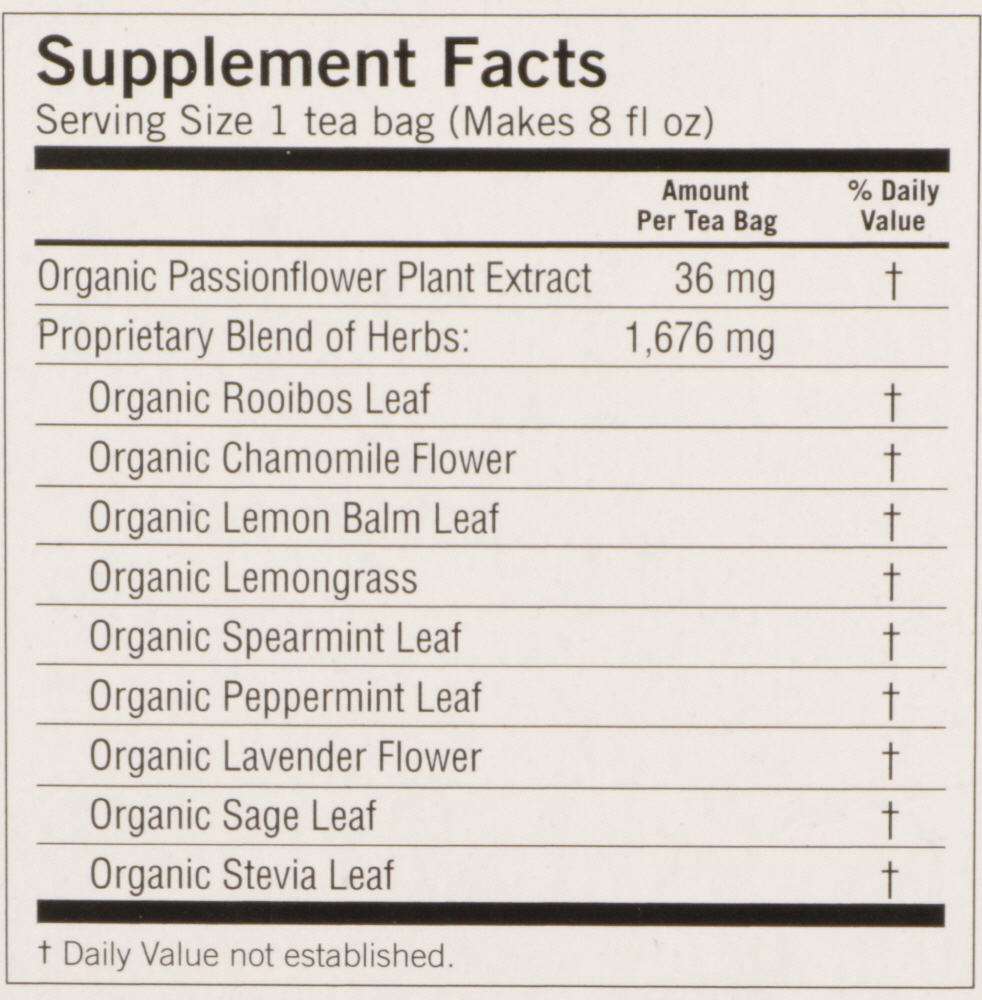 Supplement Facts
Serving Size 1 tea bag (Makes 8 fl oz)
Amount Per Tea Bag % Daily Value
Organic Passionflower Plant Extract 36 mg †
Proprietary Blend of Herbs: 1,676 mg
Organic Rooibos Leaf †
Organic Chamomile Flower †
Organic Lemon Balm Leaf †
Organic Lemongrass †
Organic Spearmint Leaf †
Organic Peppermint Leaf †
Organic Lavender Flower †
Organic Sage Leaf †
Organic Stevia Leaf †
† Daily Value not established.